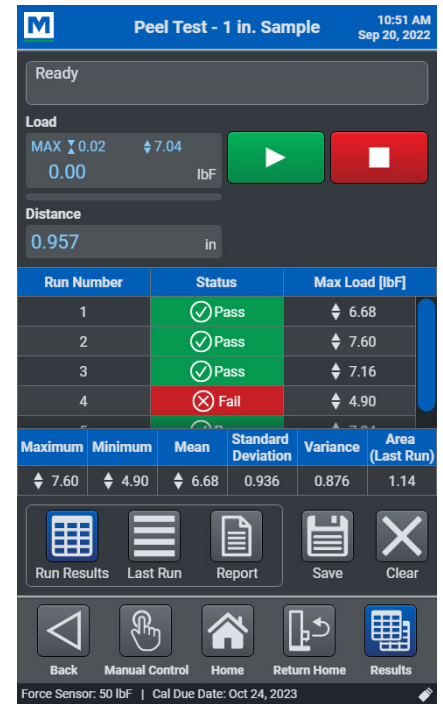 M Peel Test - 1 in. Sample 10:51 AM
Sep 20, 2022
Ready
Load
MAX 0.02 7.04
0.00 lbF
Distance
0.957 in
Run Number Status Max Load [lbF]
1 Pass 6.68
2 Pass 7.60
3 Pass 7.16
4 Fail 4.90
Maximum Minimum Mean Standard Deviation Variance Area (Last Run)
7.60 4.90 6.68 0.936 0.876 1.14
Run Results Last Run Report Save Clear
Back Manual Control Home Return Home Results
Force Sensor: 50 lbF | Cal Due Date: Oct 24, 2023